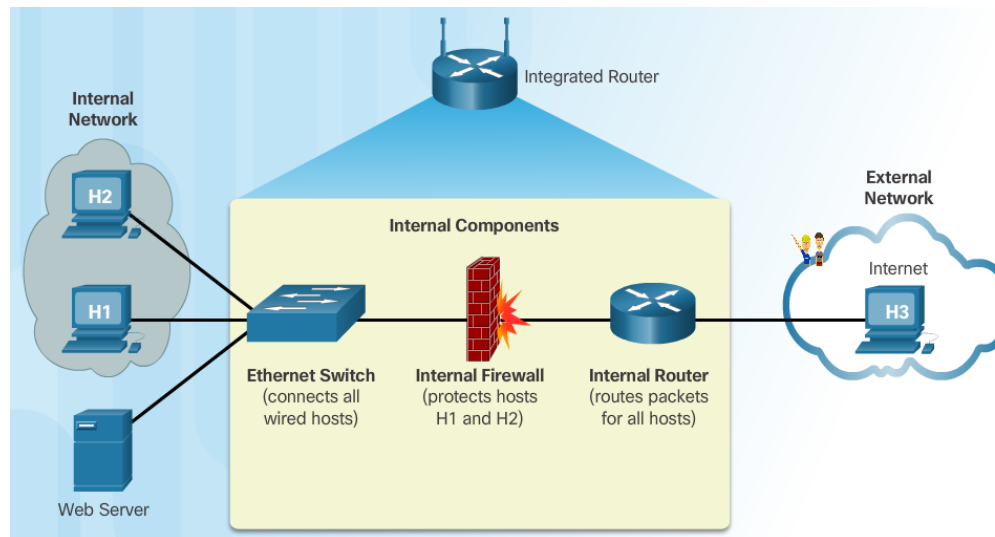 Integrated Router
Internal
Network
H2
H1
Web Server
Internal Components
Ethernet Switch
(connects all
wired hosts)
Internal Firewall
(protects hosts
H1 and H2)
Internal Router
(routes packets
for all hosts)
External
Network
Internet
H3